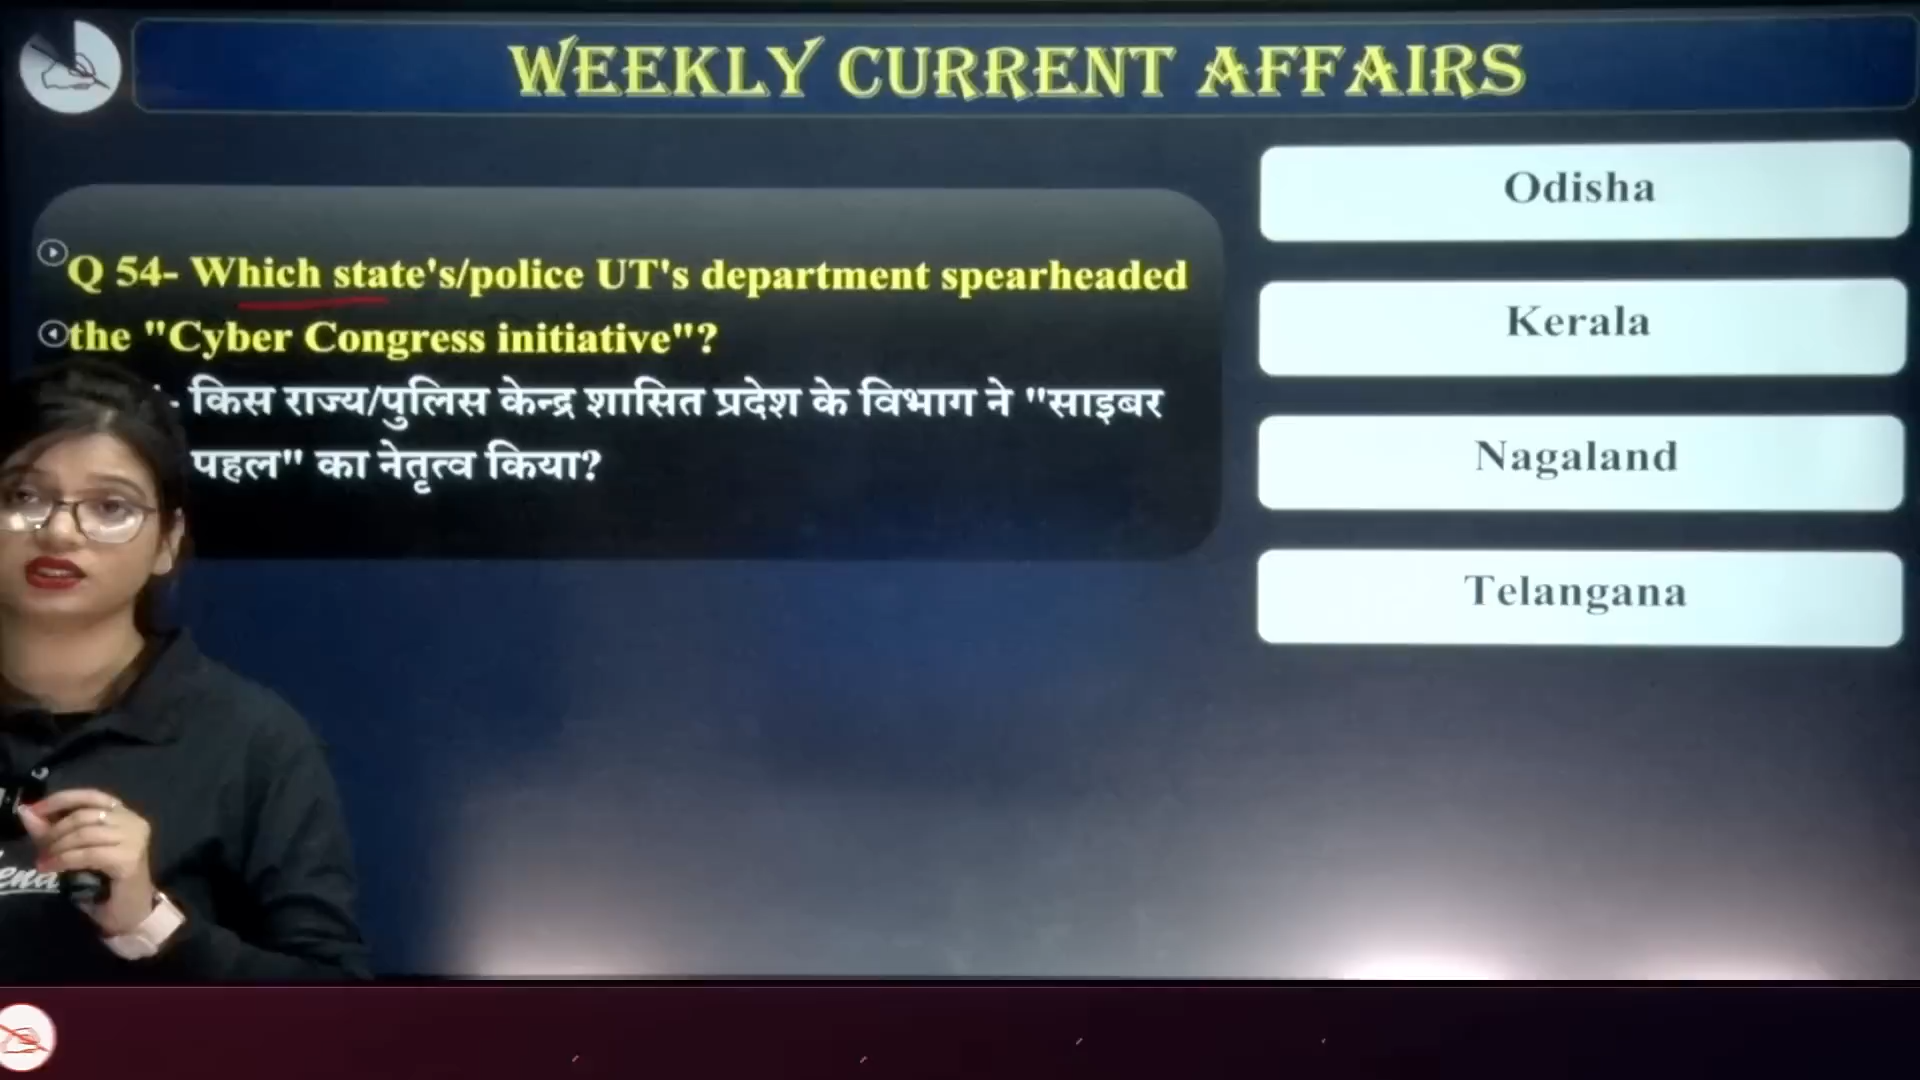 WEEKLY CURRENT AFFAIRS
Q 54- Which state's/police UT's department spearheaded
the "Cyber Congress initiative"?
- किस राज्य/पुलिस केन्द्र शासित प्रदेश के विभाग ने "साइबर
पहल" का नेतृत्व किया?
Odisha
Kerala
Nagaland
Telangana